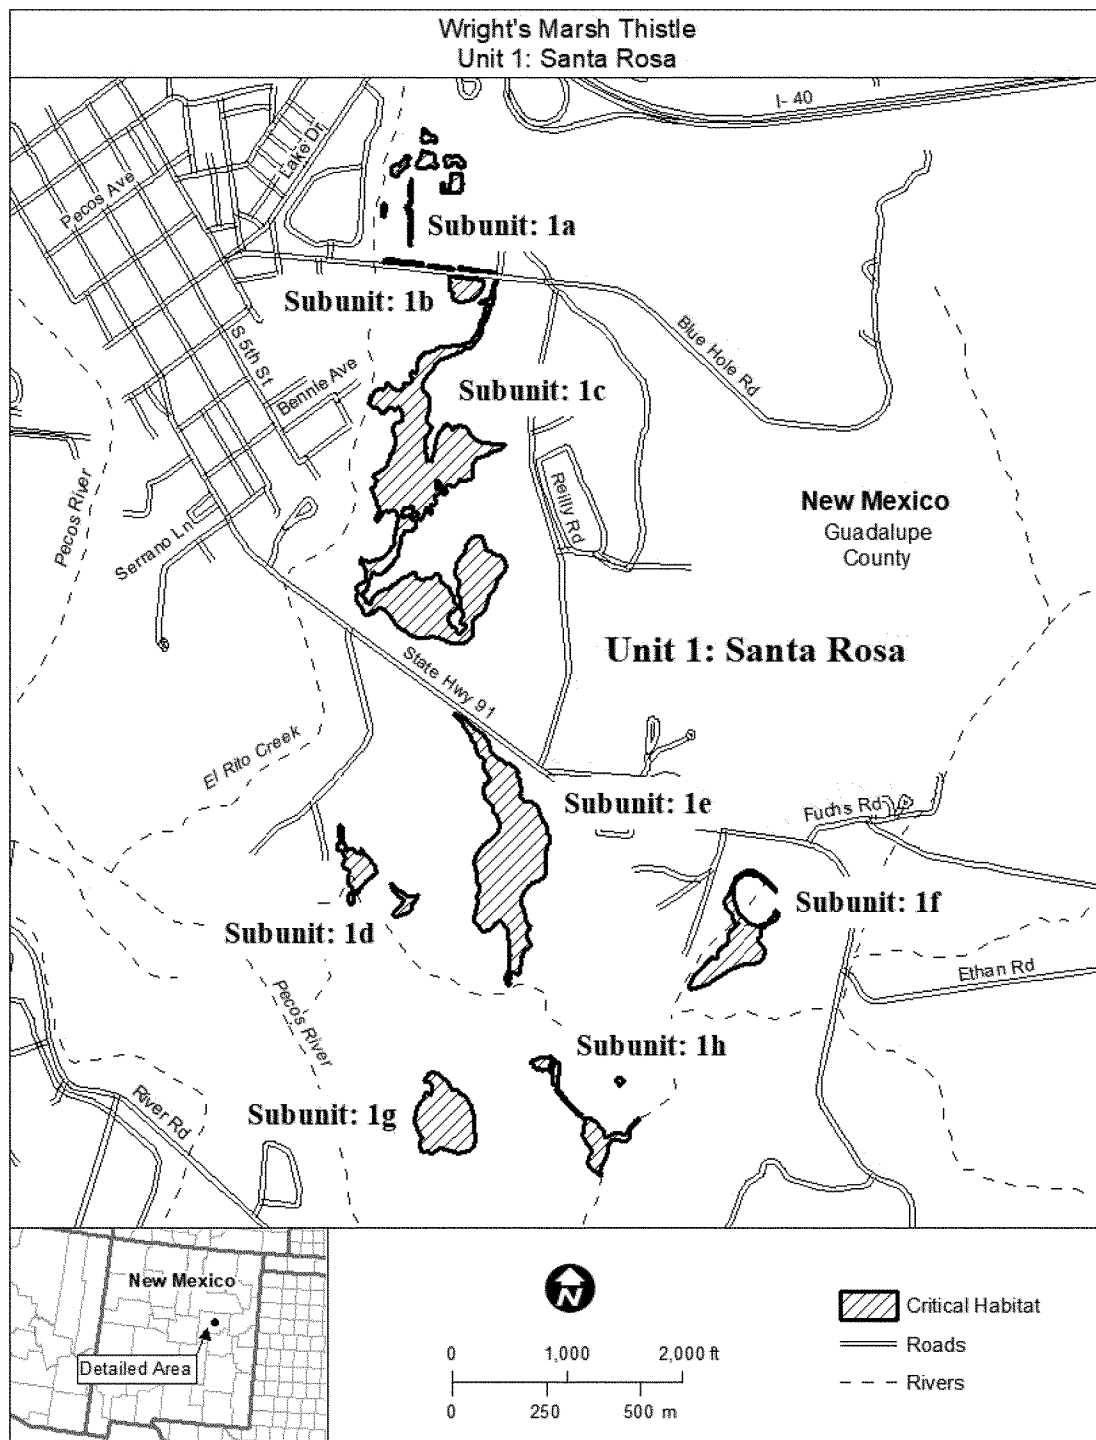 Wright's Marsh Thistle
Unit 1: Santa Rosa
I- 40
Lake Dr
Pecos Ave
Subunit: 1a
Subunit: 1b
S 5th St
Blue Hole Rd
Bennie Ave
Subunit: 1c
Pecos River
Reilly Rd
New Mexico
Guadalupe
County
Serrano Ln
Unit 1: Santa Rosa
State Hwy 91
El Rito Creek
Subunit: 1e
Fuchs Rd
Subunit: 1f
Subunit: 1d
Ethan Rd
Pecos River
Subunit: 1h
River Rd
Subunit: 1g
New Mexico
Detailed Area
N
0 1,000 2,000 ft
0 250 500 m
Critical Habitat
Roads
Rivers